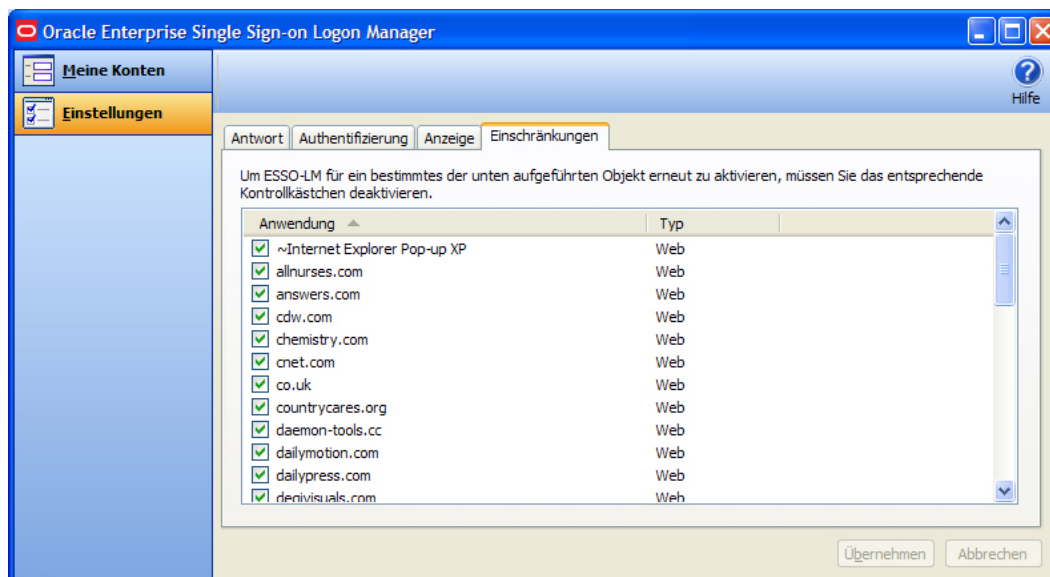 Oracle Enterprise Single Sign-on Logon Manager
Meine Konten
Einstellungen
Hilfe
Antwort Authentifizierung Anzeige Einschränkungen
Um ESSO-LM für ein bestimmtes der unten aufgeführten Objekt erneut zu aktivieren, müssen Sie das entsprechende
Kontrollkästchen deaktivieren.
Anwendung Typ
~Internet Explorer Pop-up XP Web
allnurses.com Web
answers.com Web
cdw.com Web
chemistry.com Web
cnet.com Web
co.uk Web
countrycares.org Web
daemon-tools.cc Web
dailymotion.com Web
dailypress.com Web
degivisuals.com Web
Übernehmen Abbrechen